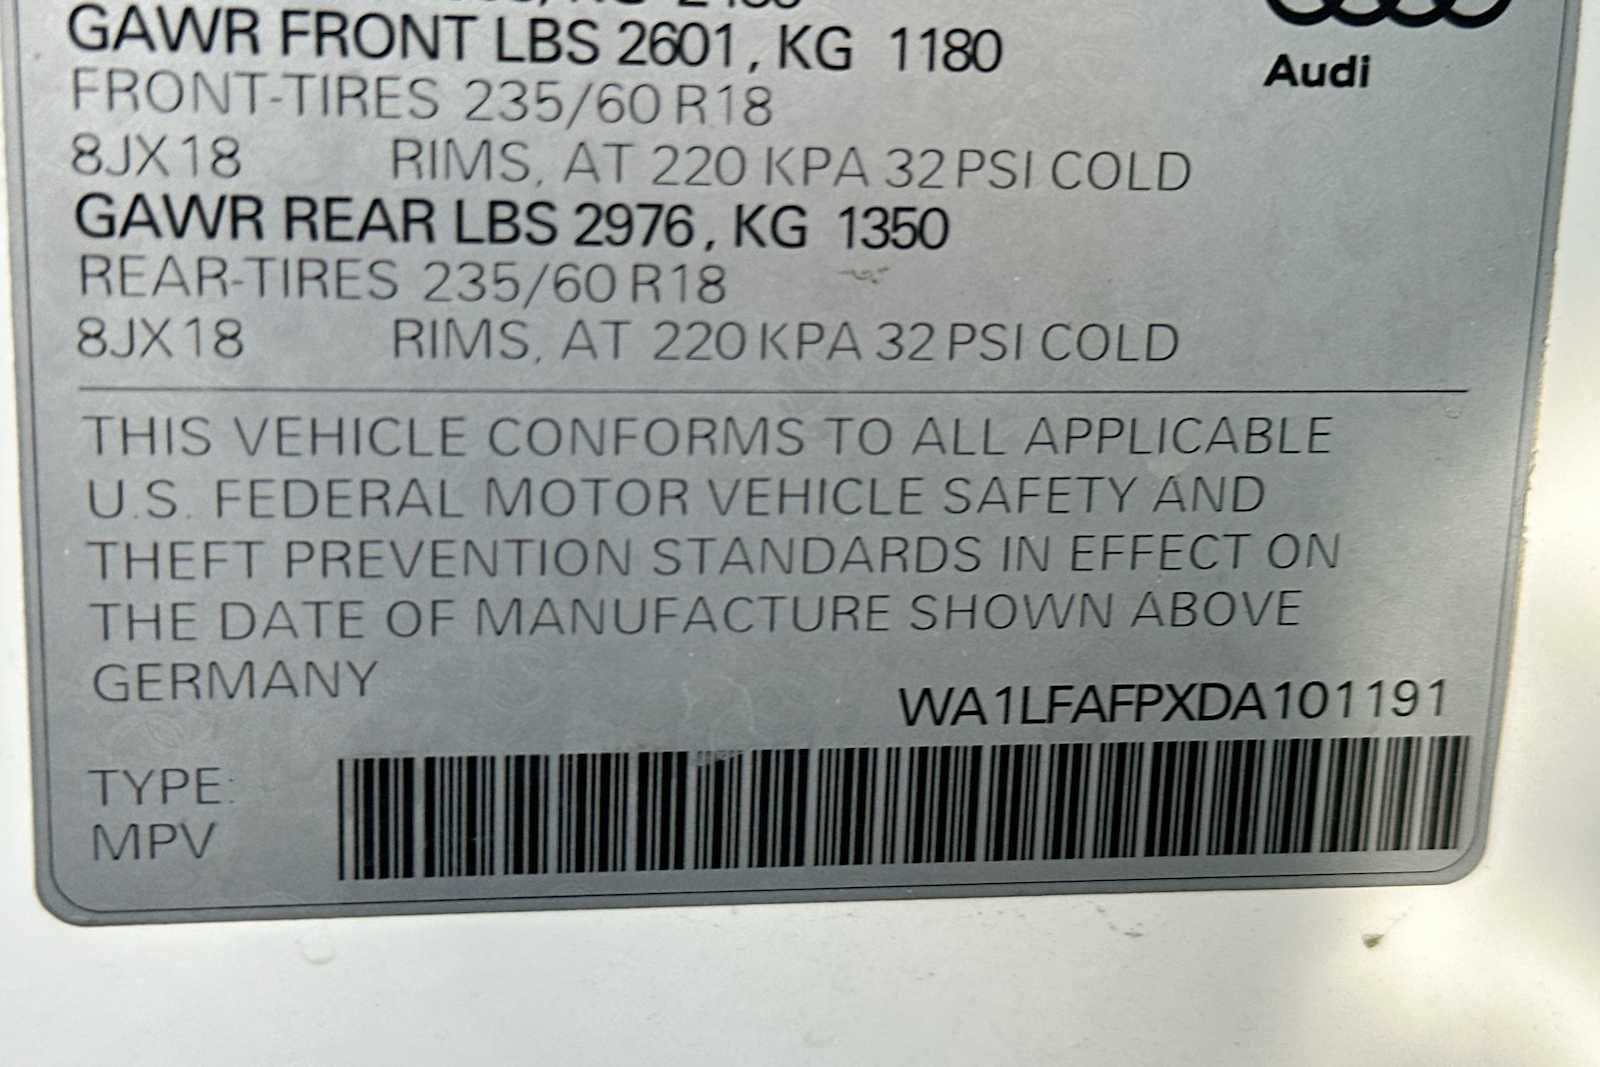 GAWR FRONT LBS 2601, KG 1180
Audi
FRONT-TIRES 235/60 R18
8JX18 RIMS, AT 220 KPA 32 PSI COLD
GAWR REAR LBS 2976, KG 1350
REAR-TIRES 235/60 R18
8JX18 RIMS, AT 220 KPA 32 PSI COLD
THIS VEHICLE CONFORMS TO ALL APPLICABLE
U.S. FEDERAL MOTOR VEHICLE SAFETY AND
THEFT PREVENTION STANDARDS IN EFFECT ON
THE DATE OF MANUFACTURE SHOWN ABOVE
GERMANY
WA1LFAFPXDA101191
TYPE:
MPV